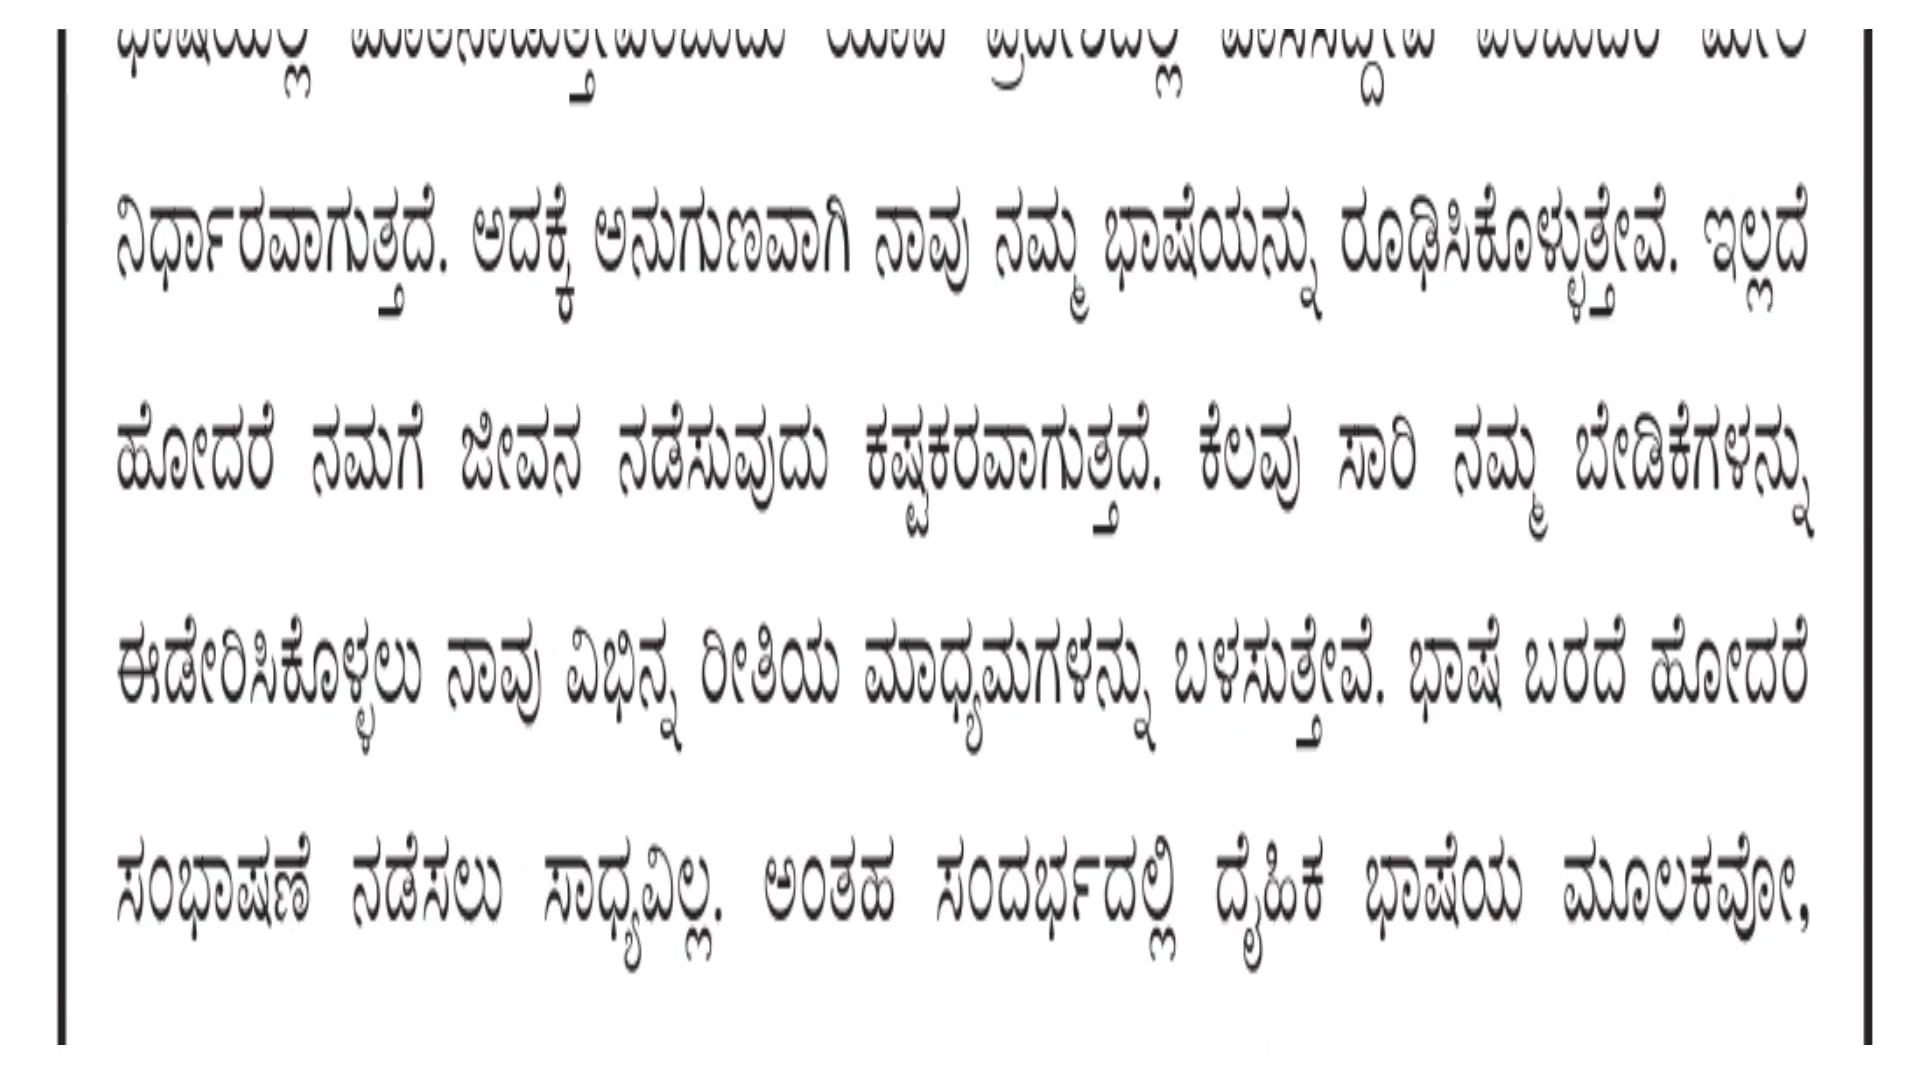 ನಿರ್ಧಾರವಾಗುತ್ತದೆ. ಅದಕ್ಕೆ ಅನುಗುಣವಾಗಿ ನಾವು ನಮ್ಮ ಭಾಷೆಯನ್ನು ರೂಢಿಸಿಕೊಳ್ಳುತ್ತೇವೆ. ಇಲ್ಲದೆ
ಹೋದರೆ ನಮಗೆ ಜೀವನ ನಡೆಸುವುದು ಕಷ್ಟಕರವಾಗುತ್ತದೆ. ಕೆಲವು ಸಾರಿ ನಮ್ಮ ಬೇಡಿಕೆಗಳನ್ನು
ಈಡೇರಿಸಿಕೊಳ್ಳಲು ನಾವು ವಿಭಿನ್ನ ರೀತಿಯ ಮಾಧ್ಯಮಗಳನ್ನು ಬಳಸುತ್ತೇವೆ. ಭಾಷೆ ಬರದೆ ಹೋದರೆ
ಸಂಭಾಷಣೆ ನಡೆಸಲು ಸಾಧ್ಯವಿಲ್ಲ. ಅಂತಹ ಸಂದರ್ಭದಲ್ಲಿ ದೈಹಿಕ ಭಾಷೆಯ ಮೂಲಕವೋ,